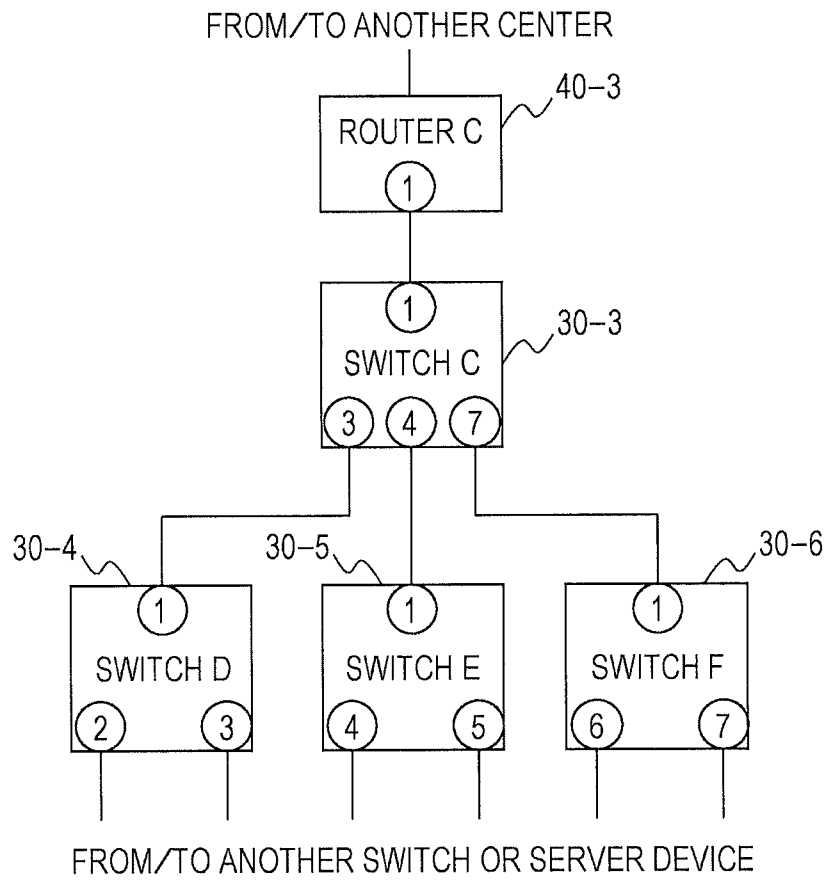 FROM/TO ANOTHER CENTER
40-3
ROUTER C
1
1
30-3
SWITCH C
3 4 7
30-4 30-5 30-6
1 1 1
SWITCH D SWITCH E SWITCH F
2 3 4 5 6 7
FROM/TO ANOTHER SWITCH OR SERVER DEVICE